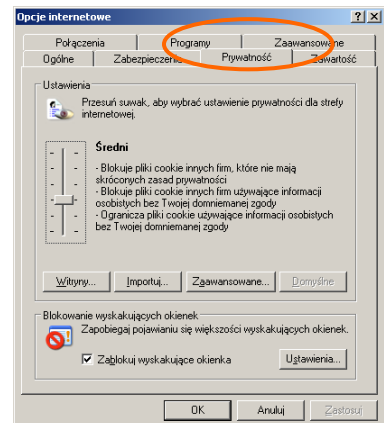 Opcje internetowe
Połączenia Programy Zaawansowane
Ogólne Zabezpieczenia Prywatność Zawartość
Ustawienia
Przesuń suwak, aby wybrać ustawienie prywatności dla strefy
internetowej.
Średni
- Blokuje pliki cookie innych firm, które nie mają
skróconych zasad prywatności
- Blokuje pliki cookie innych firm używające informacji
osobistych bez Twojej domniemanej zgody
- Ogranicza pliki cookie używające informacji osobistych
bez Twojej domniemanej zgody
Witryny... Importuj... Zaawansowane... Domyślne
Blokowanie wyskakujących okienek
Zapobiegaj pojawianiu się większości wyskakujących okienek.
Zablokuj wyskakujące okienka Ustawienia...
OK Anuluj Zastosuj